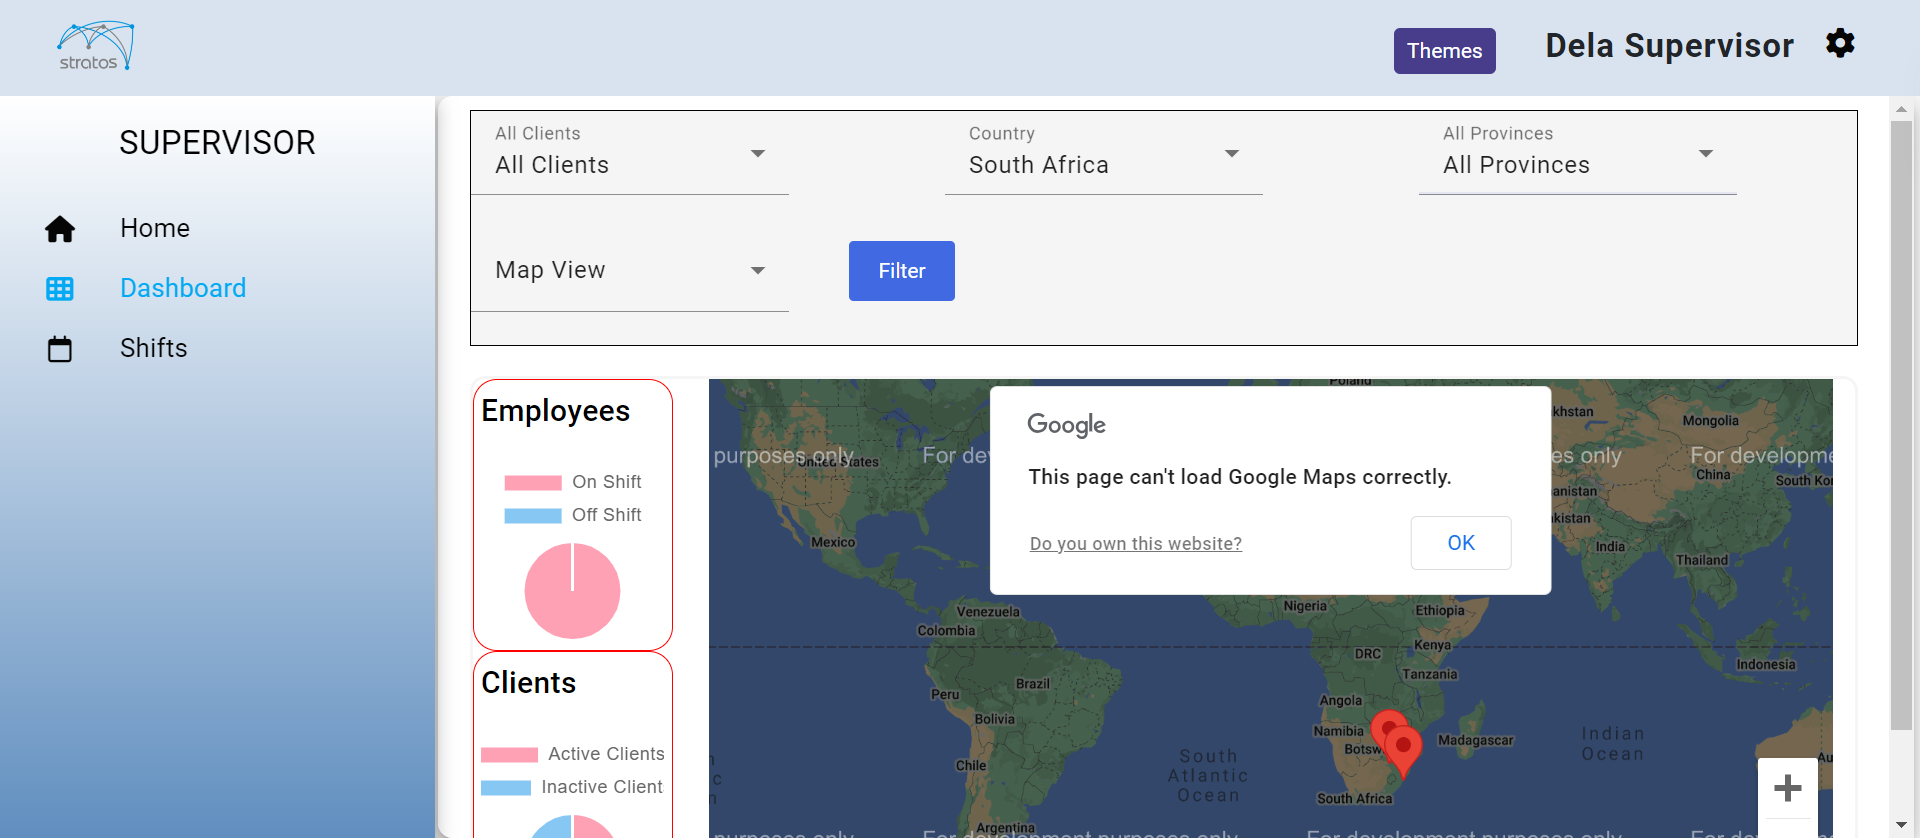 stratos
Themes
Dela Supervisor
SUPERVISOR
Home
Dashboard
Shifts
All Clients
All Clients
Country
South Africa
All Provinces
All Provinces
Map View
Filter
Employees
On Shift
Off Shift
Clients
Active Clients
Inactive Client
Google
This page can't load Google Maps correctly.
Do you own this website?
OK
Poland
khstan
Mongolia
purposes only
United States
For de
es only
For developme
China
South Kor
anistan
kistan
Mexico
India
Thailand
Venezuela
Nigeria
Ethiopia
Colombia
Kenya
DRC
Indonesia
Tanzania
Brazil
Peru
Angola
Bolivia
Namibia
Madagascar
Botsw
Indian
Ocean
South
Atlantic
Ocean
Chile
Au
South Africa
Argentina
purposes only
For development purposes only
For development purposes only
For developme